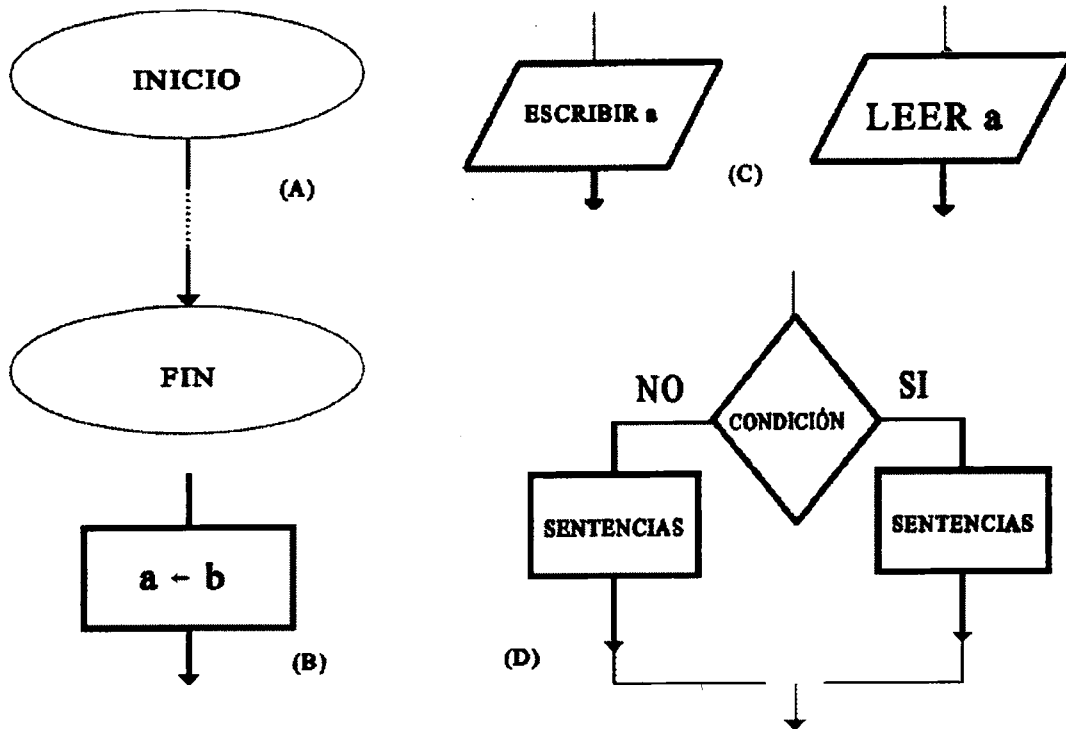 INICIO
(A)
FIN
a ← b
(B)
ESCRIBIR a
(C)
LEER a
NO
SI
CONDICIÓN
SENTENCIAS
SENTENCIAS
(D)